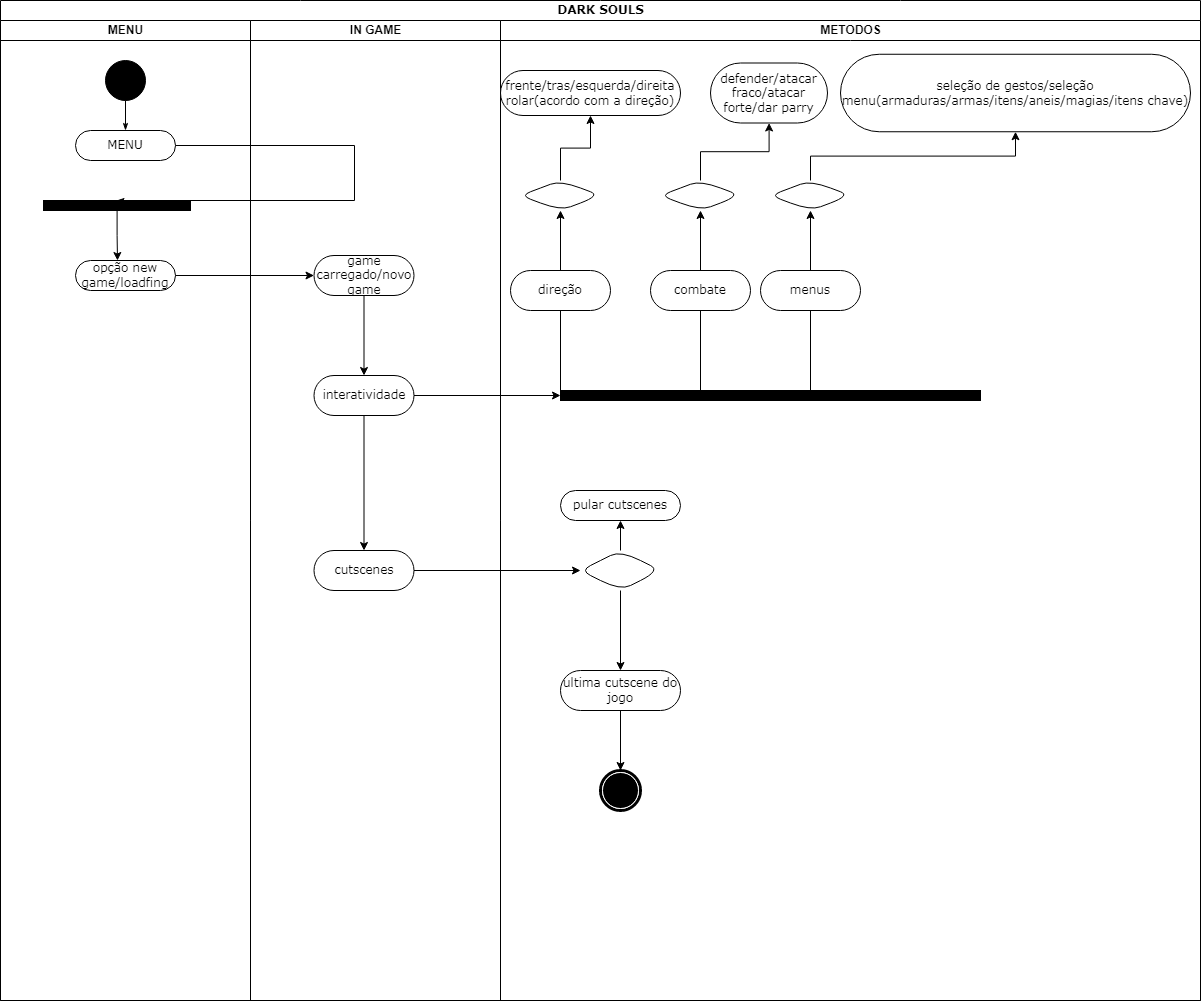 DARK SOULS
MENU
IN GAME
METODOS
frente/tras/esquerda/direita
rolar(acordo com a direção)
defender/atacar
fraco/atacar
forte/dar parry
seleção de gestos/seleção
menu(armaduras/armas/itens/aneis/magias/itens chave)
MENU
opção new
game/loadfing
game
carregado/novo
game
direção
combate
menus
interatividade
pular cutscenes
cutscenes
ultima cutscene do
jogo